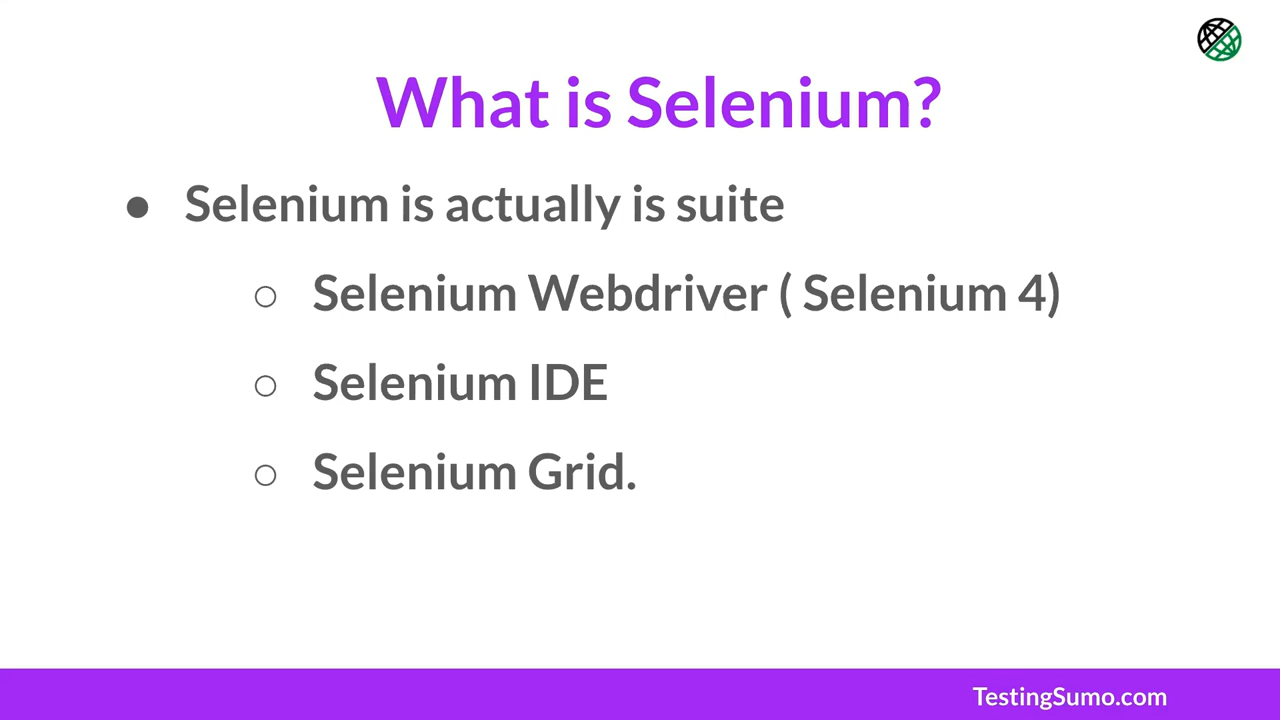 What is Selenium?
● Selenium is actually is suite
○ Selenium Webdriver ( Selenium 4)
○ Selenium IDE
○ Selenium Grid.
TestingSumo.com